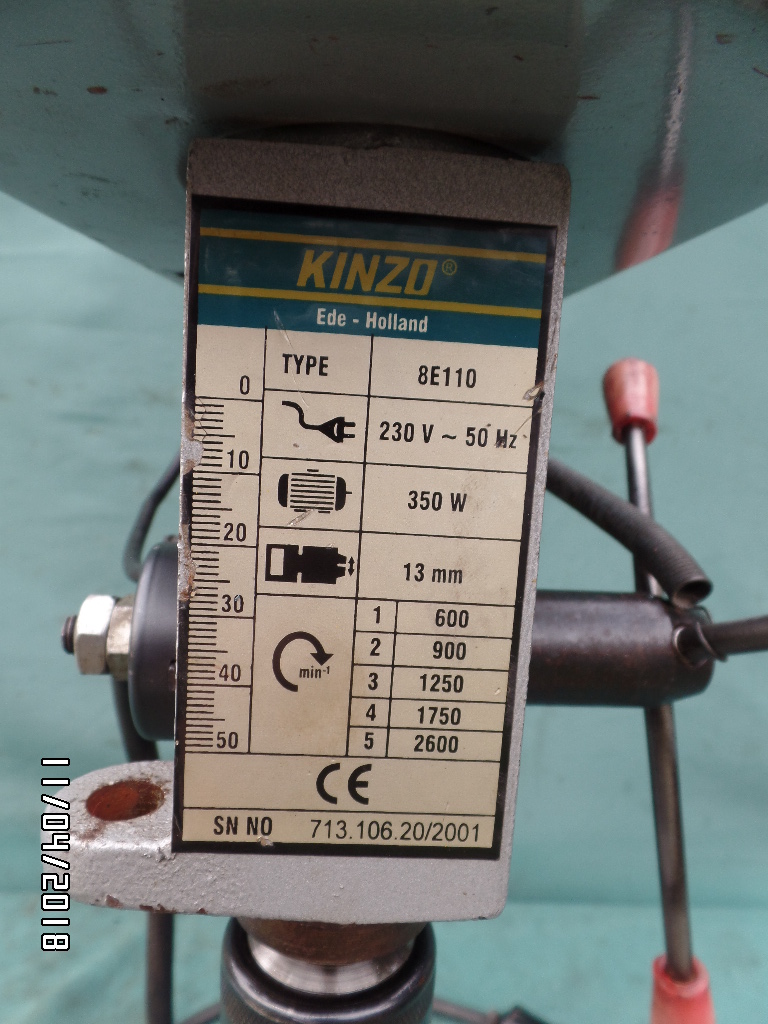 KINZO®
Ede - Holland
TYPE 8E110
230 V ~ 50 Hz
350 W
13 mm
min-1
1 600
2 900
3 1250
4 1750
5 2600
0
10
20
30
40
50
CE
SN NO 713.106.20/2001
11/04/2018